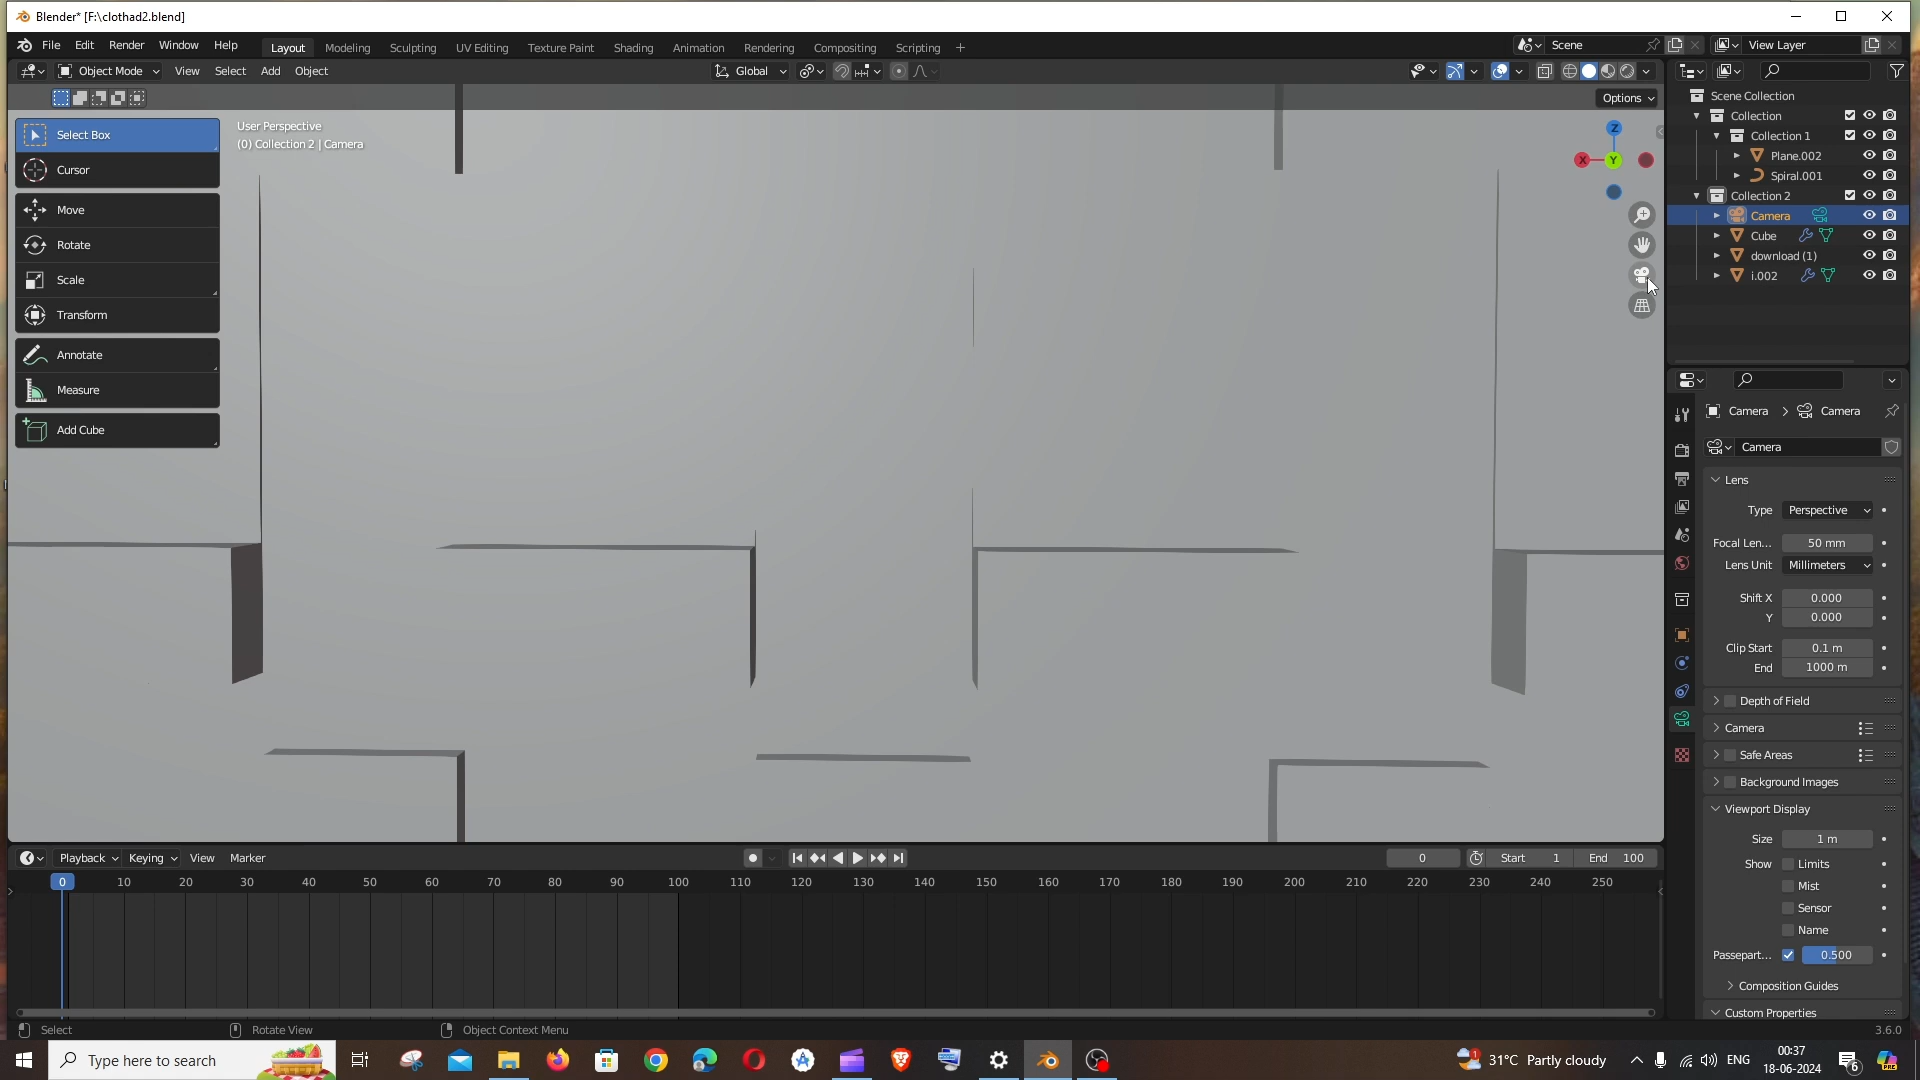 Blender* [F:\clothad2.blend]
File Edit Render Window Help Layout Modeling Sculpting UV Editing Texture Paint Shading Animation Rendering Compositing Scripting Scene View Layer
Object Mode View Select Add Object Global
Options
Select Box
Cursor
Move
Rotate
Scale
Transform
Annotate
Measure
Add Cube
User Perspective
(0) Collection 2 | Camera
Z
X
Y
Scene Collection
Collection
Collection 1
Plane.002
Spiral.001
Collection 2
Camera
Cube
download (1)
i.002
Camera Camera
Camera
Lens
Type Perspective
Focal Len... 50 mm
Lens Unit Millimeters
Shift X 0.000
Y 0.000
Clip Start 0.1 m
End 1000 m
Depth of Field
Camera
Safe Areas
Background Images
Viewport Display
Size 1 m
Show Limits
Mist
Sensor
Name
Passepart... 0.500
Composition Guides
Custom Properties
Playback Keying View Marker 0 Start 1 End 100
0 10 20 30 40 50 60 70 80 90 100 110 120 130 140 150 160 170 180 190 200 210 220 230 240 250
Select Rotate View Object Context Menu 3.6.0
Type here to search
1 31°C Partly cloudy ENG
00:37
18-06-2024
6
PRE